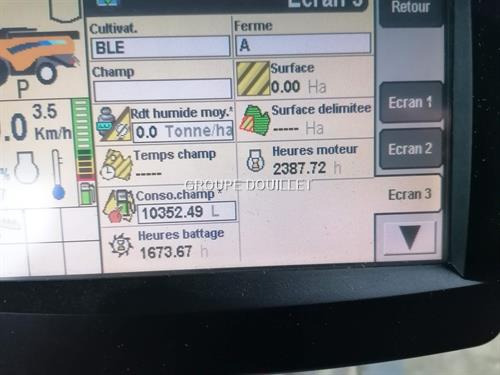 Ecran 3
Retour
Cultivat.
BLE
Ferme
A
Champ
Surface
0.00 Ha
P
3.5
.0 Km/h
Rdt humide moy.*
0.0 Tonne/ha
Surface delimitee
----- Ha
Ecran 1
Temps champ
-----
Heures moteur
2387.72 h
Ecran 2
GROUPE DOUILLET
Conso.champ *
10352.49 L
Ecran 3
Heures battage
1673.67 h